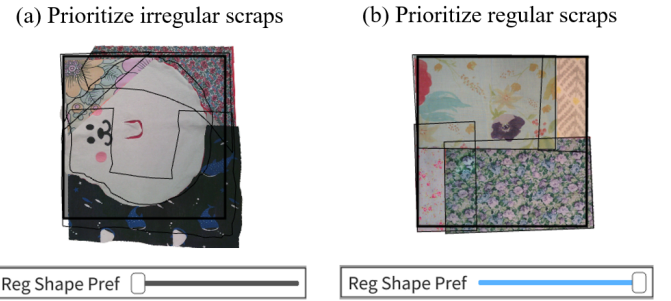 (a) Prioritize irregular scraps
(b) Prioritize regular scraps
Reg Shape Pref
Reg Shape Pref